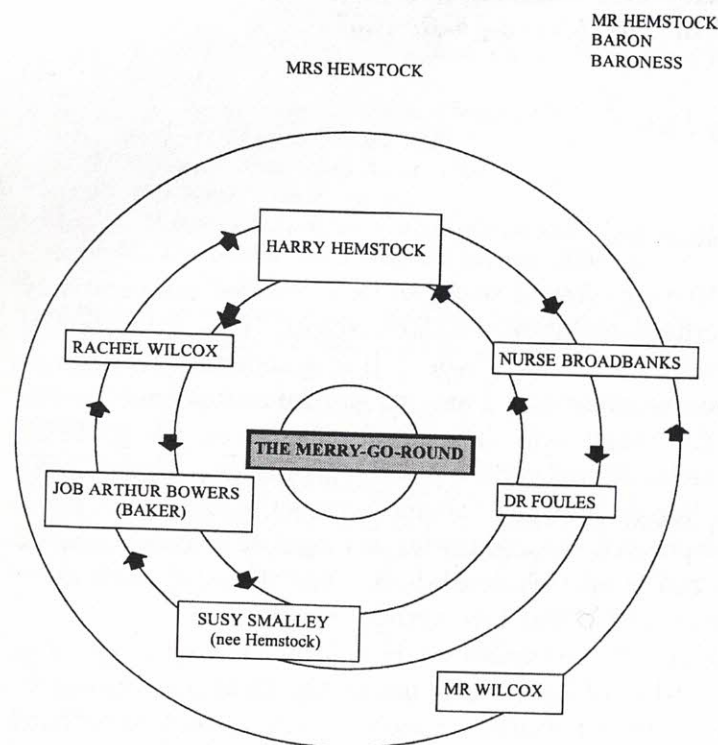 MR HEMSTOCK
BARON
BARONESS
MRS HEMSTOCK
HARRY HEMSTOCK
RACHEL WILCOX
NURSE BROADBANKS
THE MERRY-GO-ROUND
JOB ARTHUR BOWERS
(BAKER)
DR FOULES
SUSY SMALLEY
(nee Hemstock)
MR WILCOX